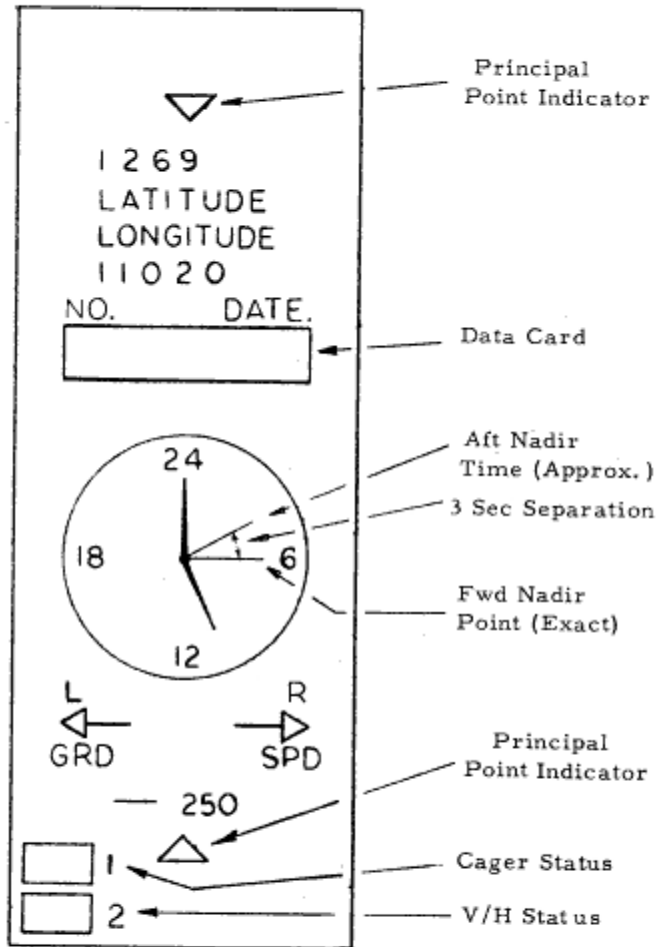 Principal
Point Indicator
1269
LATITUDE
LONGITUDE
11020
NO. DATE.
Data Card
24
18
6
12
Aft Nadir
Time (Approx.)
3 Sec Separation
Fwd Nadir
Point (Exact)
L R
GRD SPD
Principal
Point Indicator
— 250
1
Cager Status
2
V/H Status